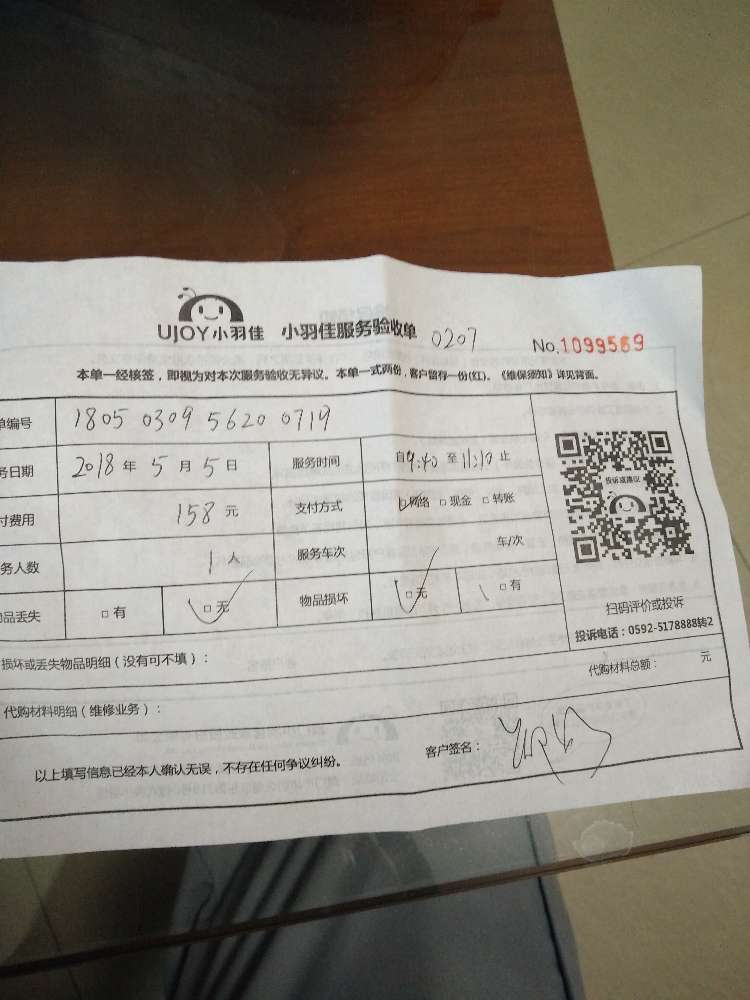 UJOY小羽佳 小羽佳服务验收单 0207 No.1099569
本单一经核签，即视为对本次服务验收无异议。本单一式两份，客户留存一份(红)。《维保须知》详见背面。
单编号 1805 0309 5620 0719
务日期 2018 年 5 月 5 日 服务时间 自 9:40 至 止
付费用 158 元 支付方式 □网络 □现金 □转账
务人数 1 人 服务车次 车/次
品丢失 □有 □无 物品损坏 □无 □有
投诉或建议
扫码评价或投诉
投诉电话：0592-5178888转2
损坏或丢失物品明细（没有可不填）：
代购材料总额： 元
代购材料明细（维修业务）：
客户签名：
以上填写信息已经本人确认无误，不存在任何争议纠纷。